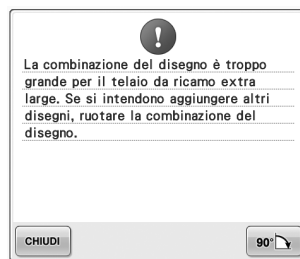 La combinazione del disegno è troppo
grande per il telaio da ricamo extra
large. Se si intendono aggiungere altri
disegni, ruotare la combinazione del
disegno.
CHIUDI
90°